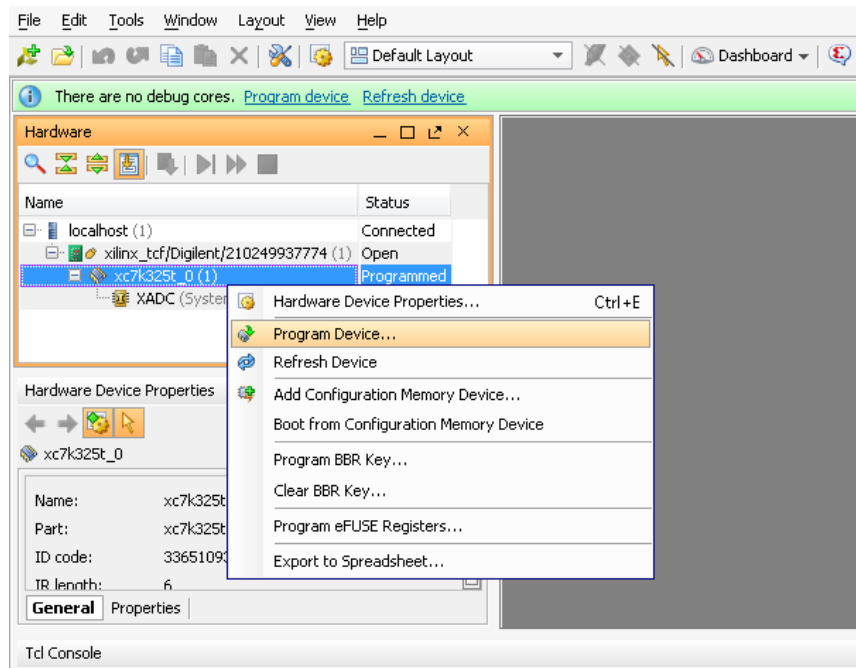 File Edit Tools Window Layout View Help
Default Layout Dashboard
There are no debug cores. Program device Refresh device
Hardware
Name Status
localhost (1) Connected
xilinx_tcf/Digilent/210249937774 (1) Open
xc7k325t_0 (1) Programmed
XADC (System
Hardware Device Properties... Ctrl+E
Program Device...
Refresh Device
Add Configuration Memory Device...
Boot from Configuration Memory Device
Program BBR Key...
Clear BBR Key...
Program eFUSE Registers...
Export to Spreadsheet...
Hardware Device Properties
xc7k325t_0
Name: xc7k325t
Part: xc7k325t
ID code: 33651093
IR length: 6
General Properties
Tcl Console